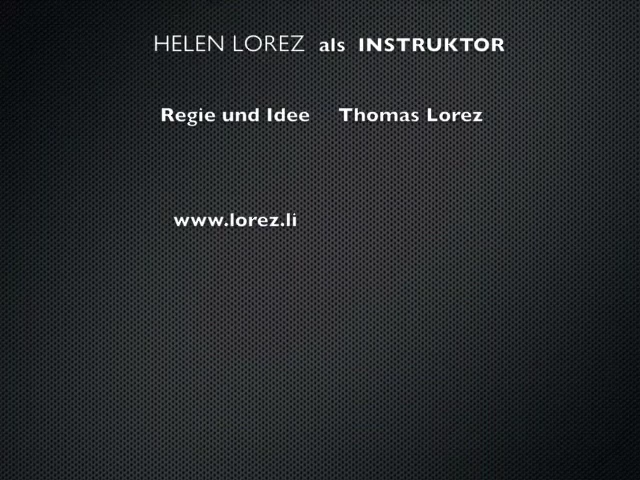 HELEN LOREZ als INSTRUKTOR
Regie und Idee Thomas Lorez
www.lorez.li